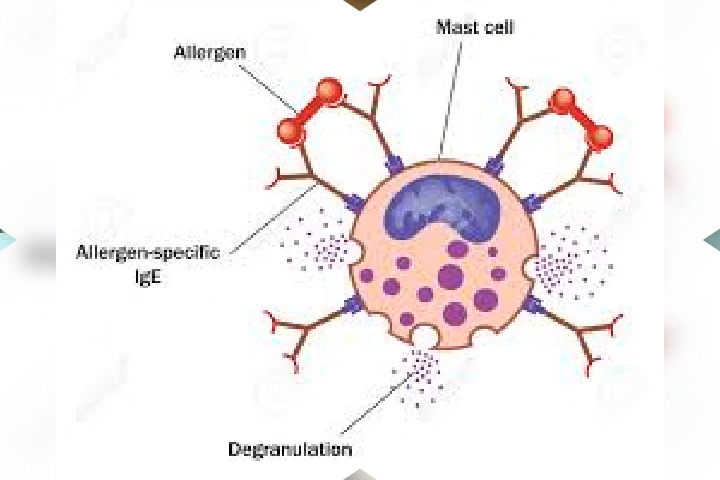 Mast cell
Allergen
Allergen-specific
IgE
Degranulation